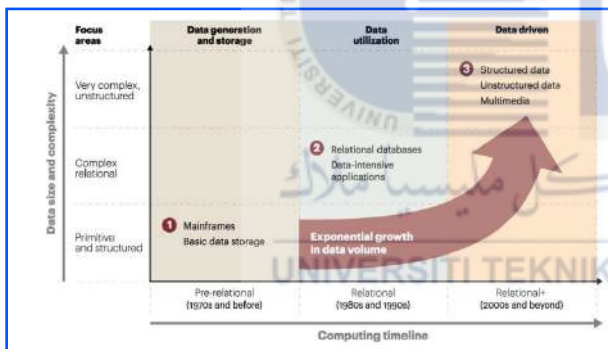 Focus
areas
Data generation
and storage
Data
utilization
Data driven
Data size and complexity
Very complex,
unstructured
3 Structured data
Unstructured data
Multimedia
Complex
relational
2 Relational databases
Data-intensive
applications
Primitive
and structured
1 Mainframes
Basic data storage
Exponential growth
in data volume
Pre-relational
(1970s and before)
Relational
(1980s and 1990s)
Relational+
(2000s and beyond)
Computing timeline
UNIVERSITI TEKNIK
ملاك
مليسيا
كل